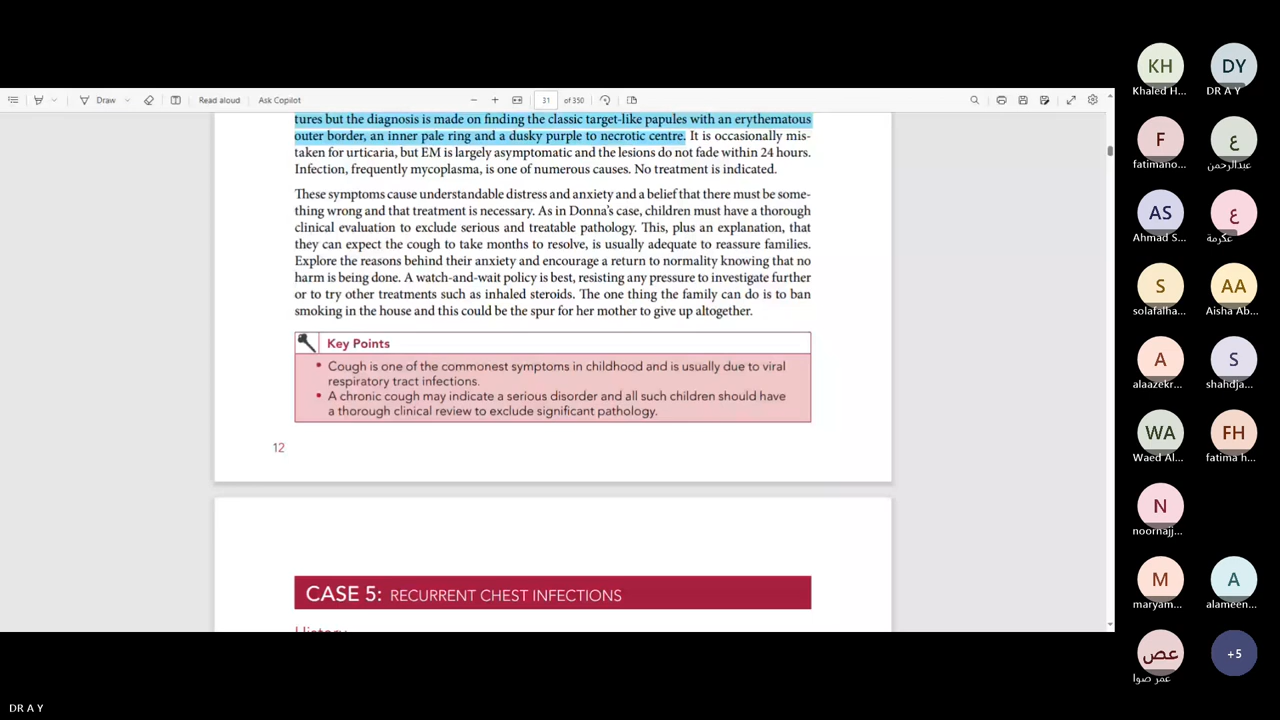 Draw
Read aloud
Ask Copilot
31
of 350
tures but the diagnosis is made on finding the classic target-like papules with an erythematous
outer border, an inner pale ring and a dusky purple to necrotic centre. It is occasionally mis-
taken for urticaria, but EM is largely asymptomatic and the lesions do not fade within 24 hours.
Infection, frequently mycoplasma, is one of numerous causes. No treatment is indicated.
These symptoms cause understandable distress and anxiety and a belief that there must be some-
thing wrong and that treatment is necessary. As in Donna's case, children must have a thorough
clinical evaluation to exclude serious and treatable pathology. This, plus an explanation, that
they can expect the cough to take months to resolve, is usually adequate to reassure families.
Explore the reasons behind their anxiety and encourage a return to normality knowing that no
harm is being done. A watch-and-wait policy is best, resisting any pressure to investigate further
or to try other treatments such as inhaled steroids. The one thing the family can do is to ban
smoking in the house and this could be the spur for her mother to give up altogether.
Key Points
• Cough is one of the commonest symptoms in childhood and is usually due to viral
respiratory tract infections.
• A chronic cough may indicate a serious disorder and all such children should have
a thorough clinical review to exclude significant pathology.
12
CASE 5: RECURRENT CHEST INFECTIONS
History
KH
Khaled H...
DY
DR A Y
F
fatimano...
ع
عبدالرحمن
AS
Ahmad S...
ع
عكرمة
S
solafalha...
AA
Aisha Ab...
A
alaazekr...
S
shahdja...
WA
Waed Al...
FH
fatima h...
N
noornajj...
M
maryam...
A
alameen...
عص
عمر صوا
+5
DR A Y